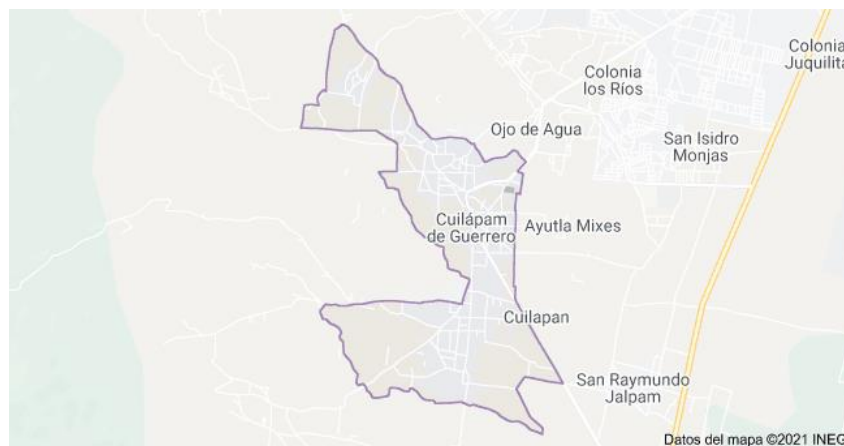 Colonia
Juquilita
Colonia
los Ríos
Ojo de Agua
San Isidro
Monjas
Cuilápam
de Guerrero
Ayutla Mixes
Cuilapan
San Raymundo
Jalpam
Datos del mapa ©2021 INEG